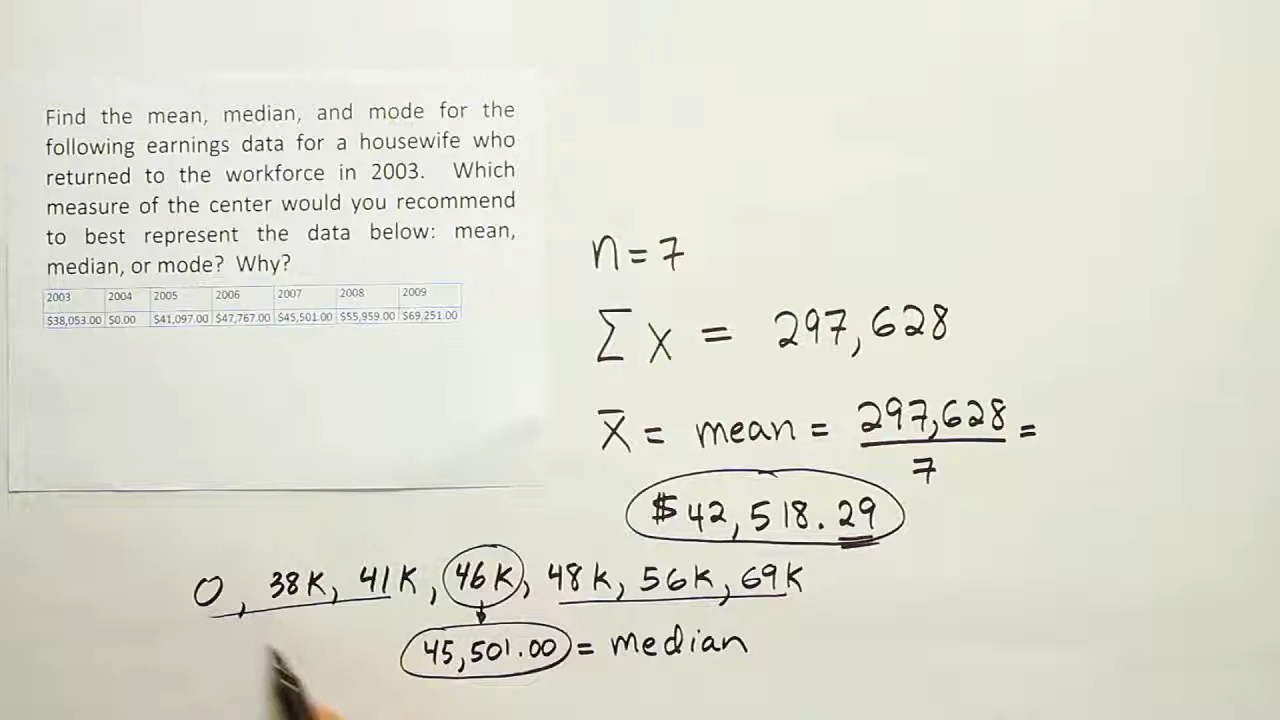 Find the mean, median, and mode for the
following earnings data for a housewife who
returned to the workforce in 2003. Which
measure of the center would you recommend
to best represent the data below: mean,
median, or mode? Why?
2003 2004 2005 2006 2007 2008 2009
$38,053.00 $0.00 $41,097.00 $47,767.00 $45,501.00 $55,959.00 $69,251.00
n=7
∑x = 297,628
x̄ = mean = 297,628 =
7
$42,518.29
0, 38K, 41K, 46K, 48K, 56K, 69K
45,501.00 = median